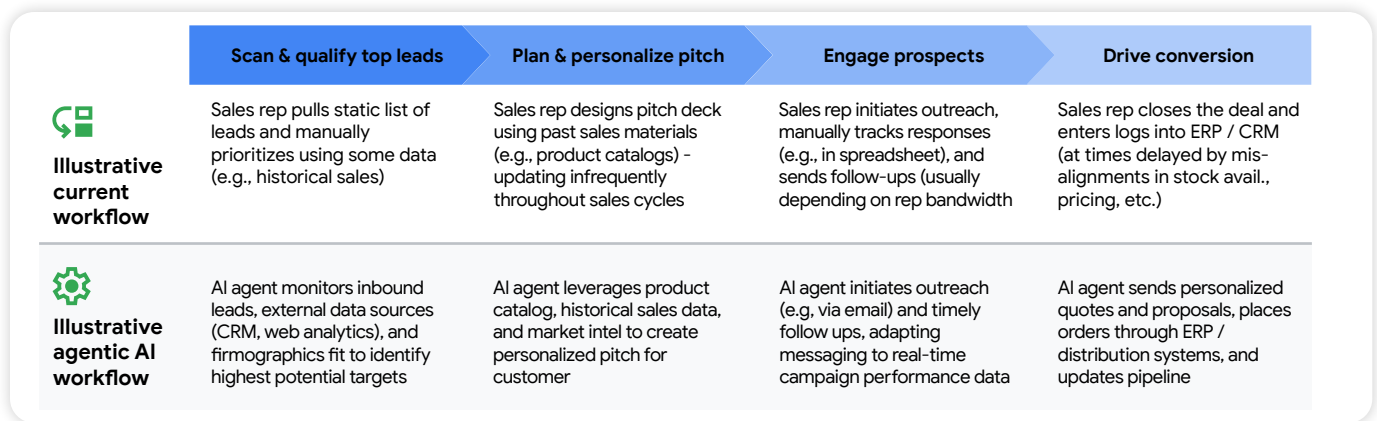 Scan & qualify top leads
Plan & personalize pitch
Engage prospects
Drive conversion
Illustrative
current
workflow
Sales rep pulls static list of
leads and manually
prioritizes using some data
(e.g., historical sales)
Sales rep designs pitch deck
using past sales materials
(e.g., product catalogs) -
updating infrequently
throughout sales cycles
Sales rep initiates outreach,
manually tracks responses
(e.g., in spreadsheet), and
sends follow-ups (usually
depending on rep bandwidth
Sales rep closes the deal and
enters logs into ERP / CRM
(at times delayed by mis-
alignments in stock avail.,
pricing, etc.)
Illustrative
agentic AI
workflow
AI agent monitors inbound
leads, external data sources
(CRM, web analytics), and
firmographics fit to identify
highest potential targets
AI agent leverages product
catalog, historical sales data,
and market intel to create
personalized pitch for
customer
AI agent initiates outreach
(e.g, via email) and timely
follow ups, adapting
messaging to real-time
campaign performance data
AI agent sends personalized
quotes and proposals, places
orders through ERP /
distribution systems, and
updates pipeline